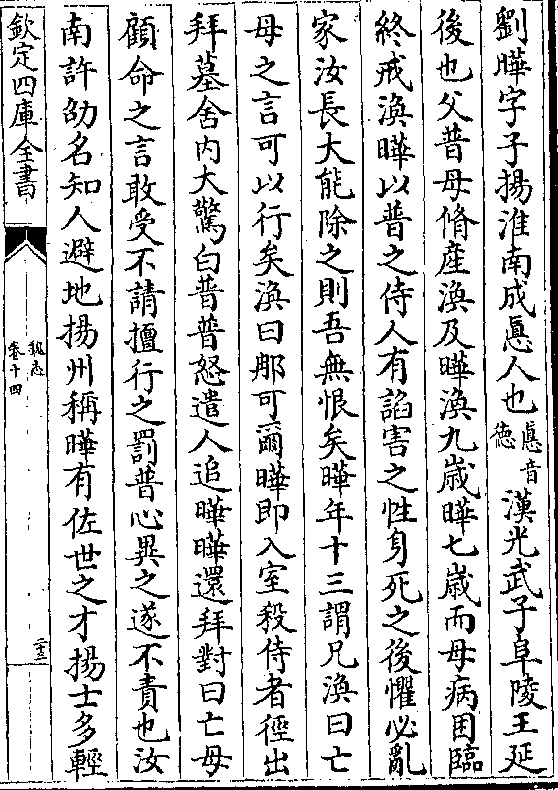 劉曄字子揚淮南成悳人也悳音德漢光武子阜陵王延
後也父普母脩產渙及曄渙九歳曄七歳而母病困臨
終戒渙曄以普之侍人有諂害之性身死之後懼必亂
家汝長大能除之則吾無恨矣曄年十三謂兄渙曰亡
母之言可以行矣渙曰那可爾曄即入室殺侍者徑出
拜墓舍内大驚白普普怒遣人追曄曄還拜對曰亡母
顧命之言敢受不請擅行之罰普心異之遂不責也汝
南許劭名知人避地揚州稱曄有佐世之才揚士多輕
欽定四庫全書
魏志
卷十四
二十三